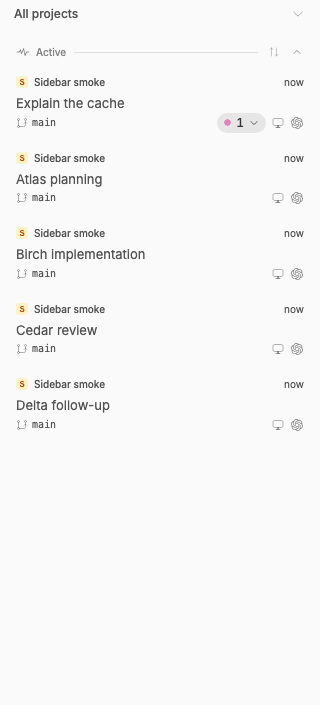 All projects
Active
S Sidebar smoke now
Explain the cache
main 1
S Sidebar smoke now
Atlas planning
main
S Sidebar smoke now
Birch implementation
main
S Sidebar smoke now
Cedar review
main
S Sidebar smoke now
Delta follow-up
main